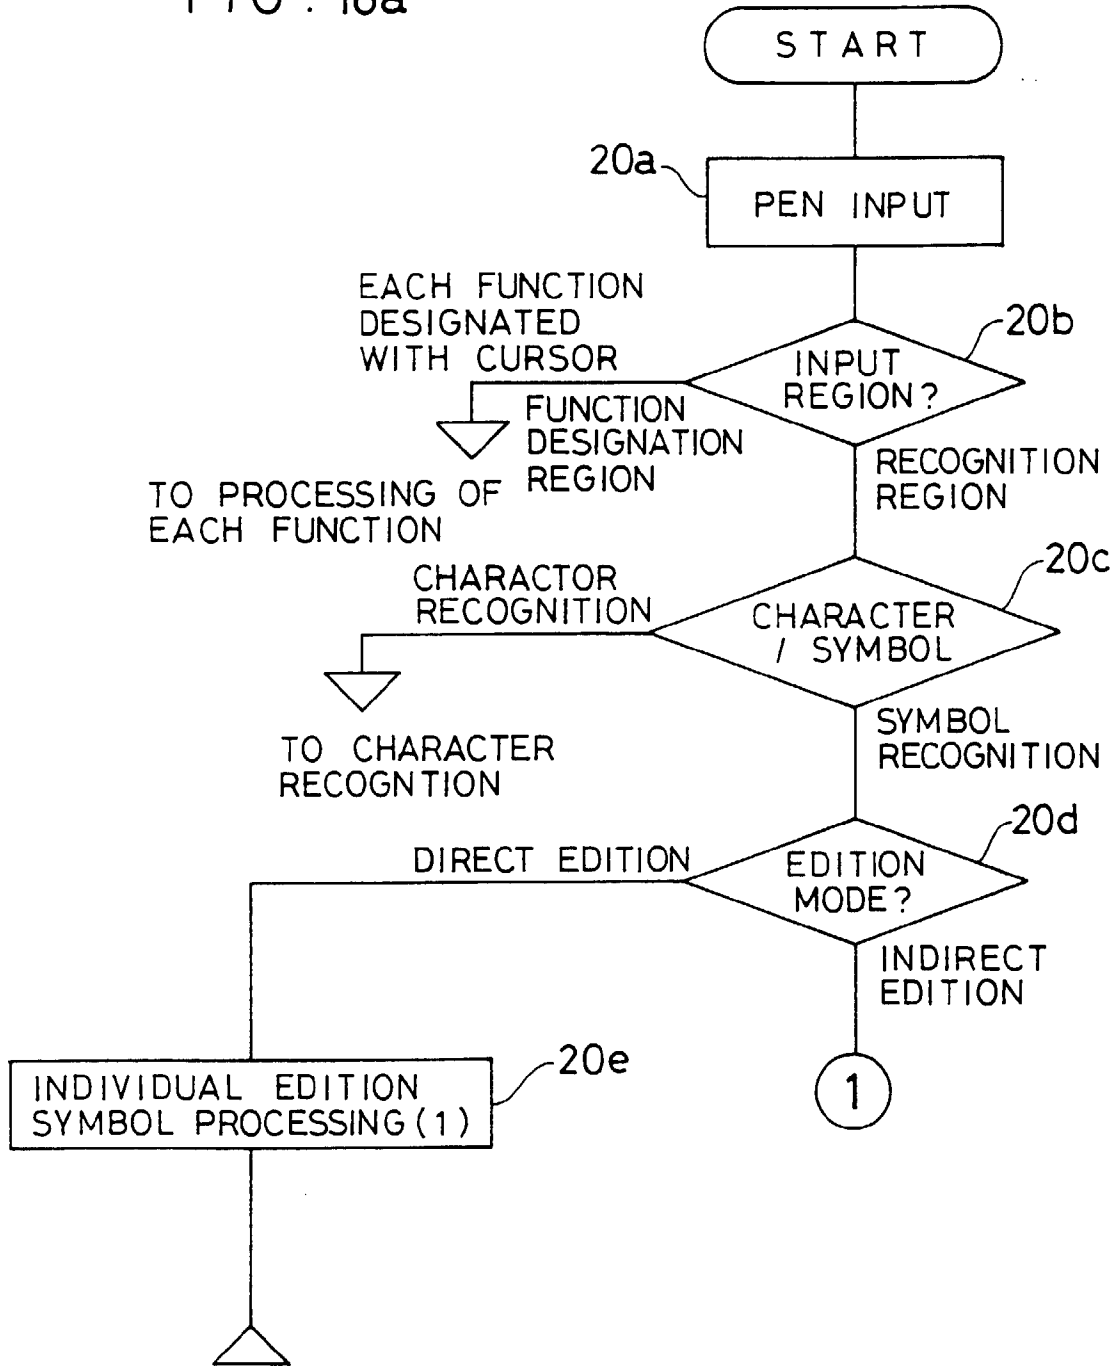 FIG. 16a
START
20a
PEN INPUT
EACH FUNCTION
DESIGNATED
WITH CURSOR
20b
INPUT
REGION?
FUNCTION
DESIGNATION
REGION
RECOGNITION
REGION
TO PROCESSING OF
EACH FUNCTION
20c
CHARACTOR
RECOGNITION
CHARACTER
/ SYMBOL
SYMBOL
RECOGNITION
TO CHARACTER
RECOGNTION
20d
DIRECT EDITION
EDITION
MODE?
INDIRECT
EDITION
20e
INDIVIDUAL EDITION
SYMBOL PROCESSING(1)
1